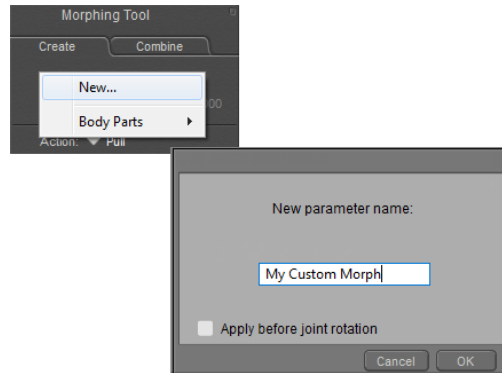 Morphing Tool
Create Combine
New...
00
Body Parts
Action: Pull
New parameter name:
My Custom Morph
Apply before joint rotation
Cancel OK